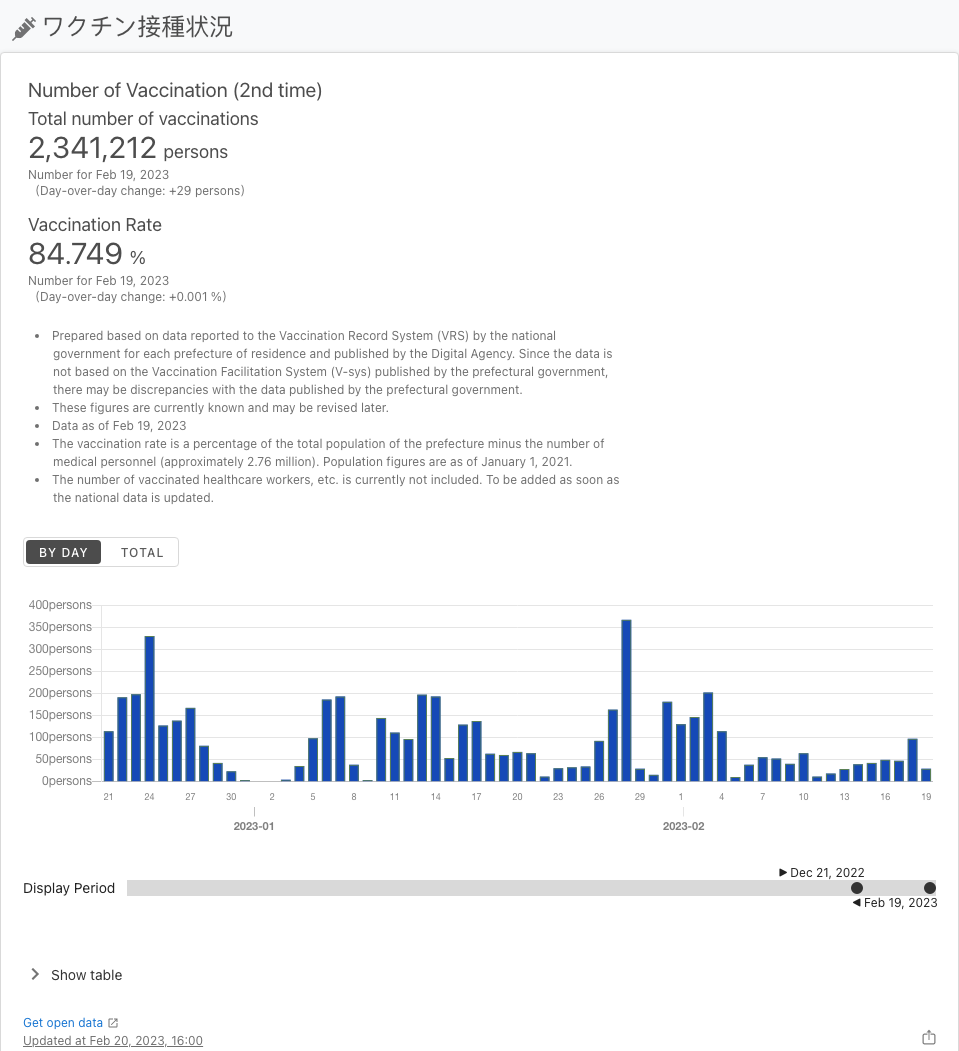 ワクチン接種状況
Number of Vaccination (2nd time)
Total number of vaccinations
2,341,212 persons
Number for Feb 19, 2023
(Day-over-day change: +29 persons)
Vaccination Rate
84.749 %
Number for Feb 19, 2023
(Day-over-day change: +0.001 %)
• Prepared based on data reported to the Vaccination Record System (VRS) by the national
government for each prefecture of residence and published by the Digital Agency. Since the data is
not based on the Vaccination Facilitation System (V-sys) published by the prefectural government,
there may be discrepancies with the data published by the prefectural government.
• These figures are currently known and may be revised later.
• Data as of Feb 19, 2023
• The vaccination rate is a percentage of the total population of the prefecture minus the number of
medical personnel (approximately 2.76 million). Population figures are as of January 1, 2021.
• The number of vaccinated healthcare workers, etc. is currently not included. To be added as soon as
the national data is updated.
BY DAY TOTAL
400persons
350persons
300persons
250persons
200persons
150persons
100persons
50persons
0persons
21 24 27 30 2 5 8 11 14 17 20 23 26 29 1 4 7 10 13 16 19
2023-01 2023-02
Dec 21, 2022
Display Period
Feb 19, 2023
Show table
Get open data
Updated at Feb 20, 2023, 16:00